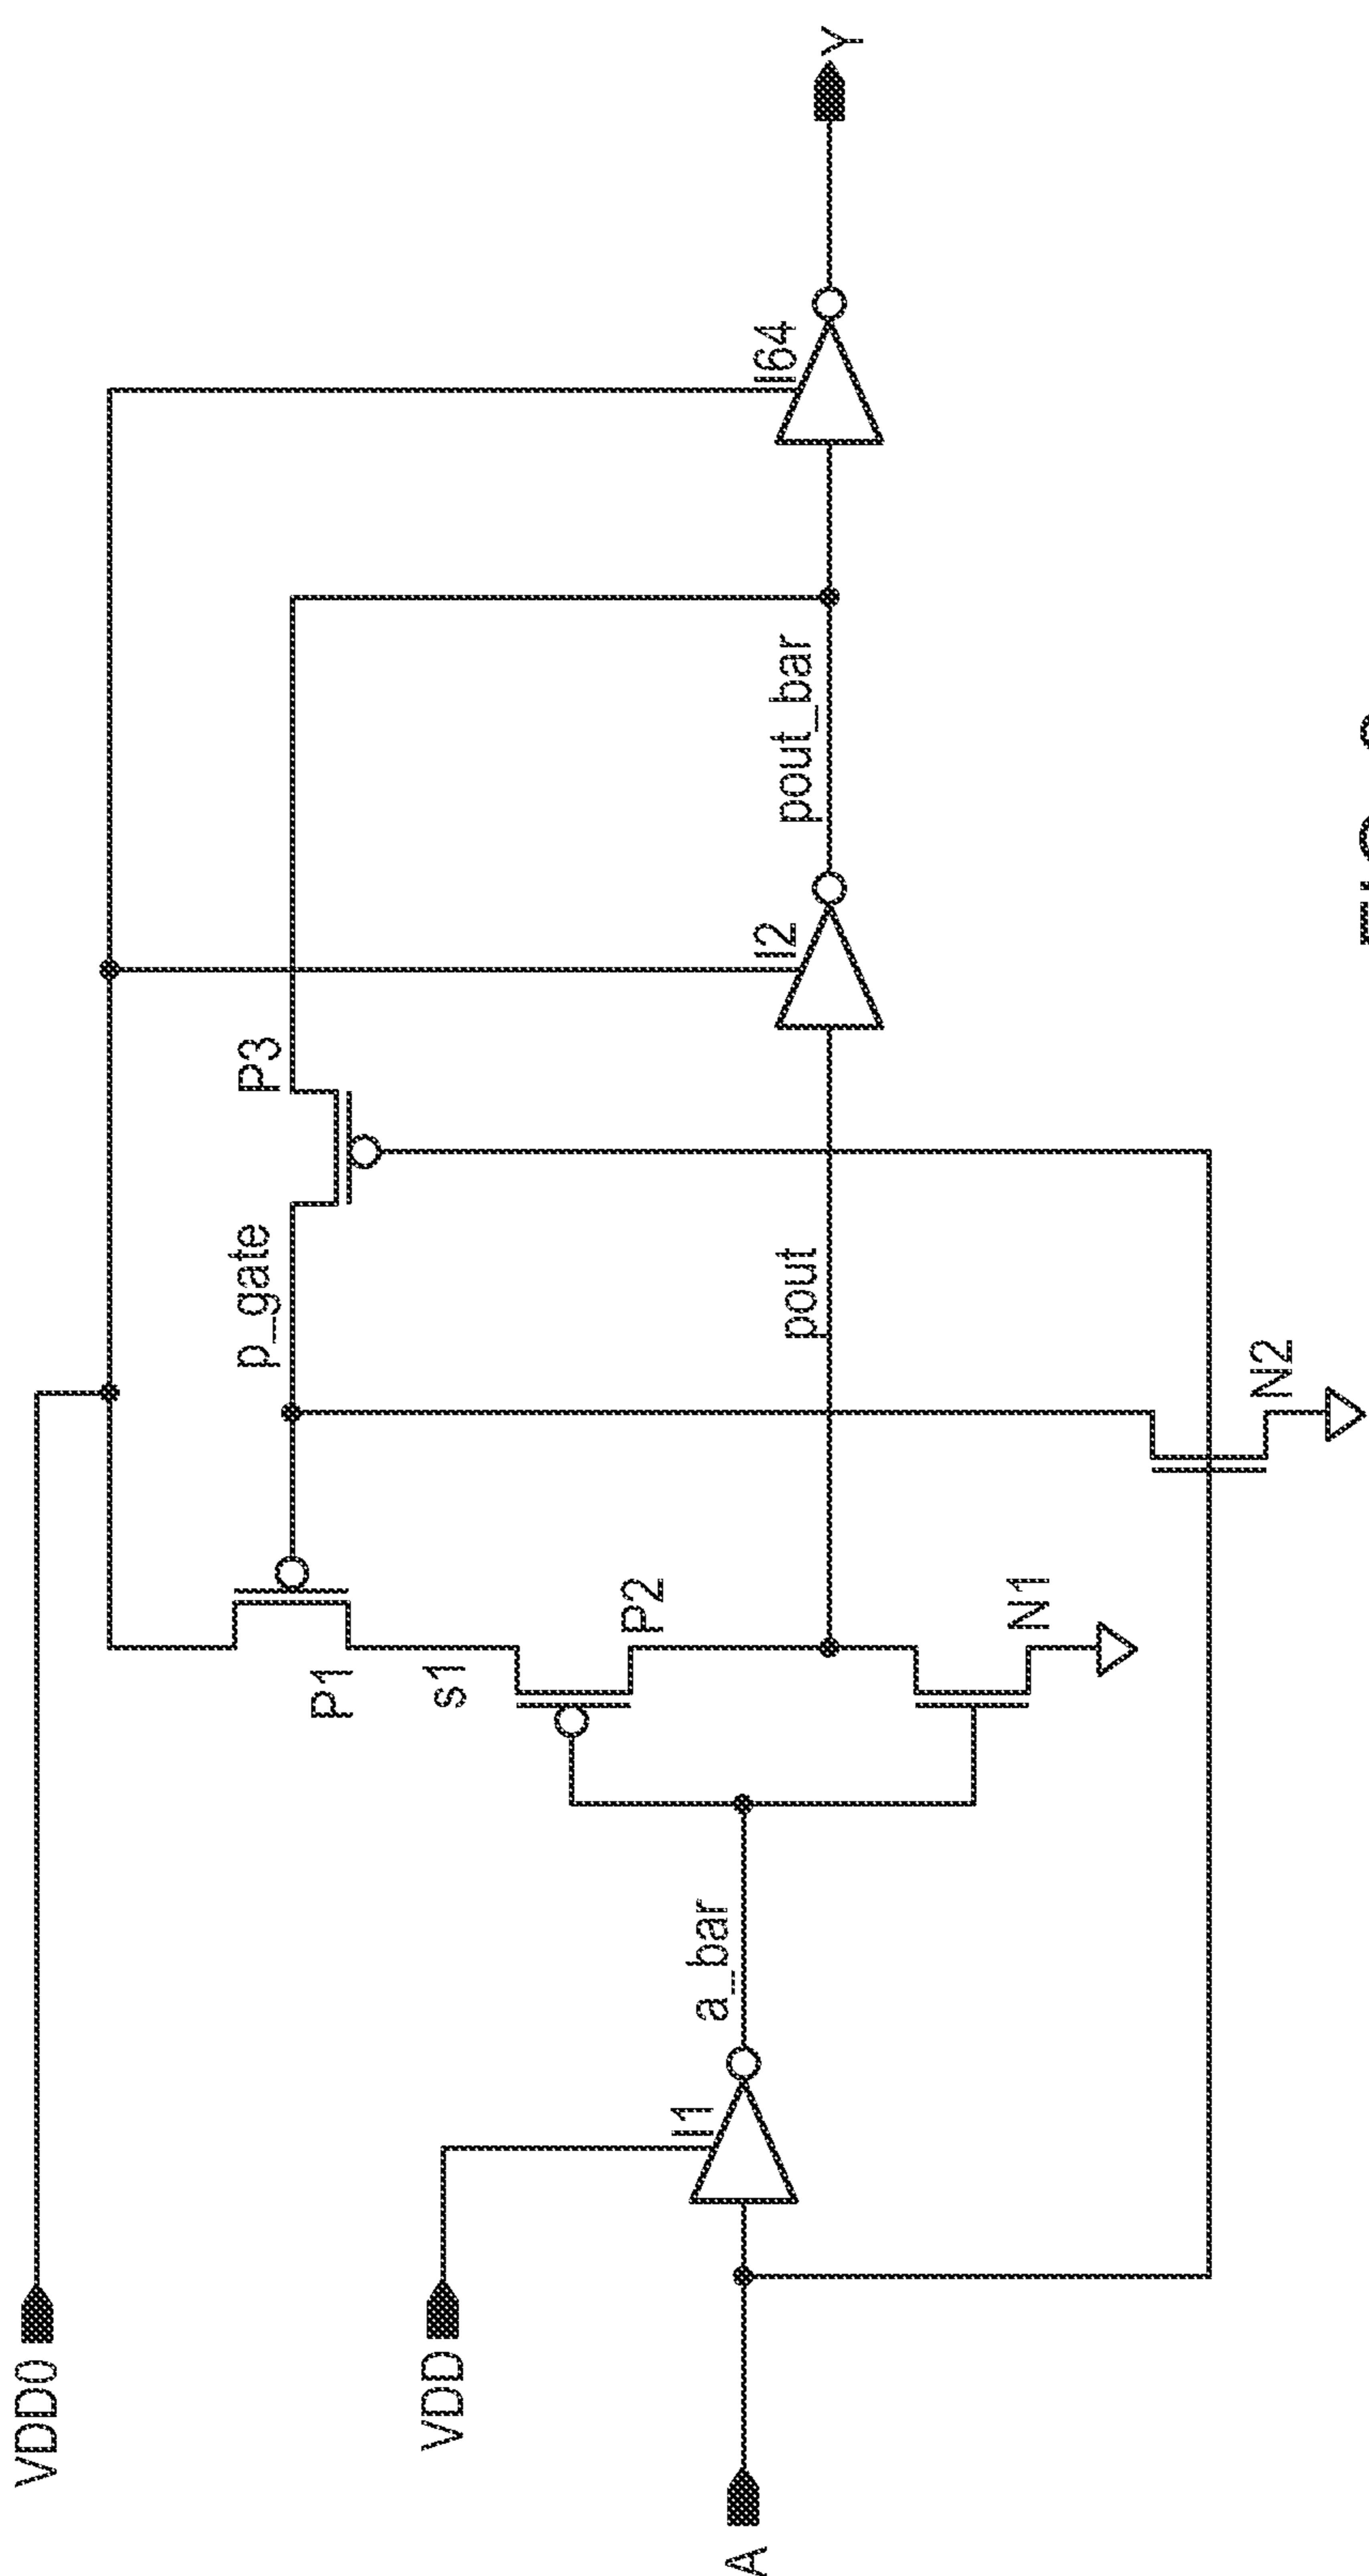 VDD0
VDD
A
I1
a_bar
P1
s1
P2
N1
p_gate
P3
pout
N2
I2
pout_bar
I64
Y